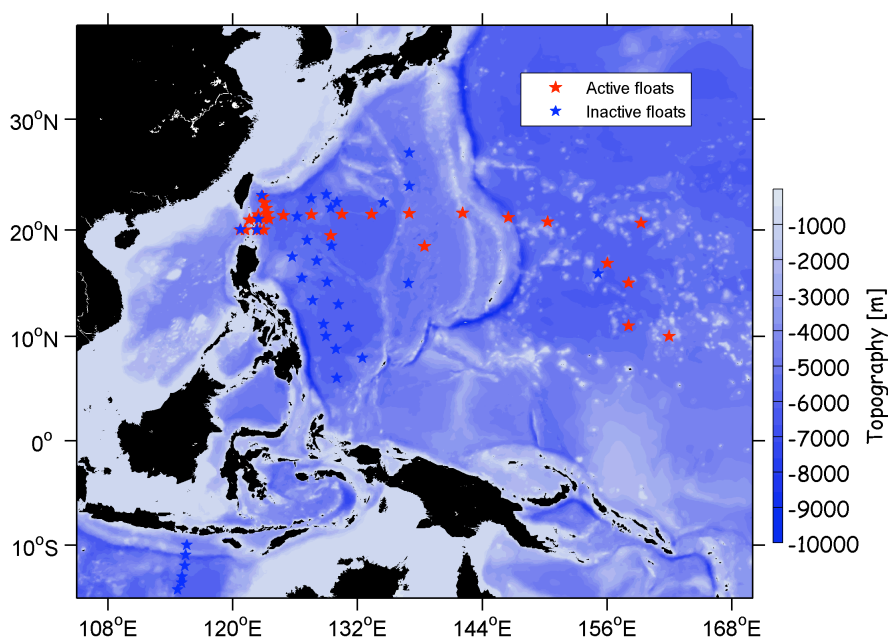 Active floats
Inactive floats
30°N
20°N
10°N
0°
10°S
108°E
120°E
132°E
144°E
156°E
168°E
-1000
-2000
-3000
-4000
-5000
-6000
-7000
-8000
-9000
-10000
Topography [m]